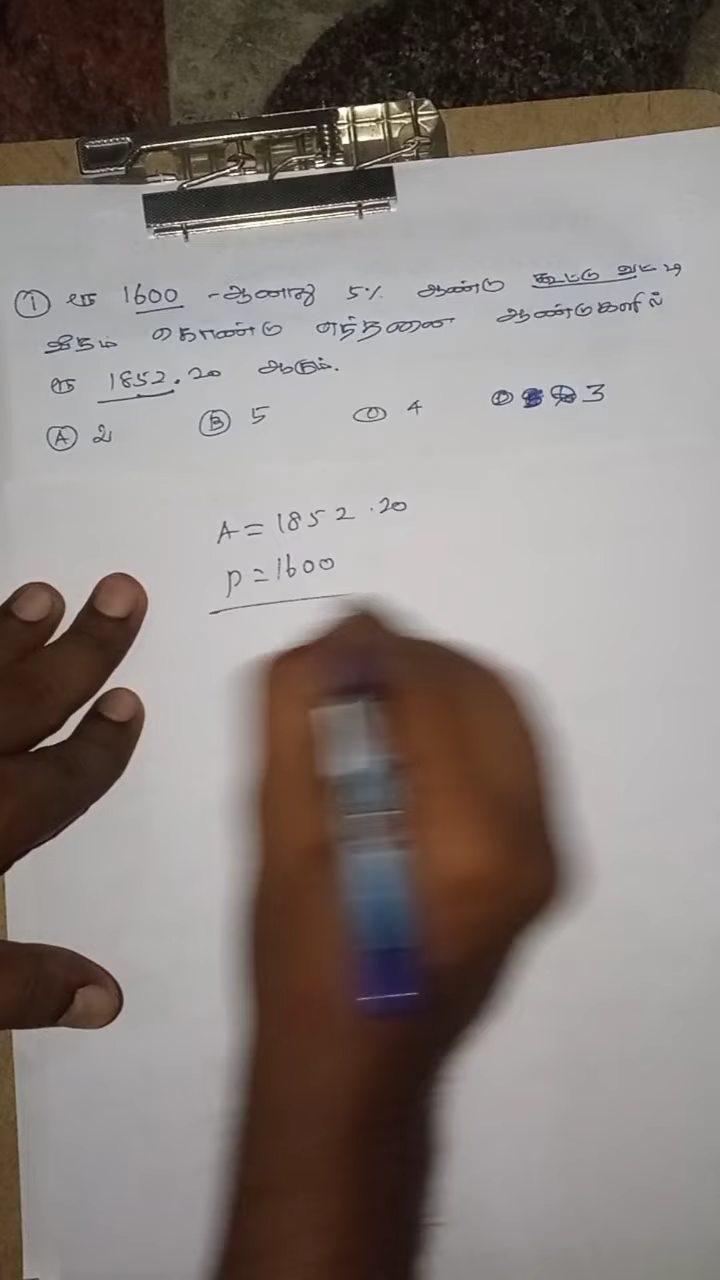 ① ரூ 1600 -ஆனது 5% ஆண்டு கூட்டு வட்டி
வீதம் கொண்டு எத்தனை ஆண்டுகளில்
ரூ 1852.20 ஆகும்.
Ⓐ 2 Ⓑ 5 Ⓒ 4 Ⓓ 3
A = 1852.20
P = 1600